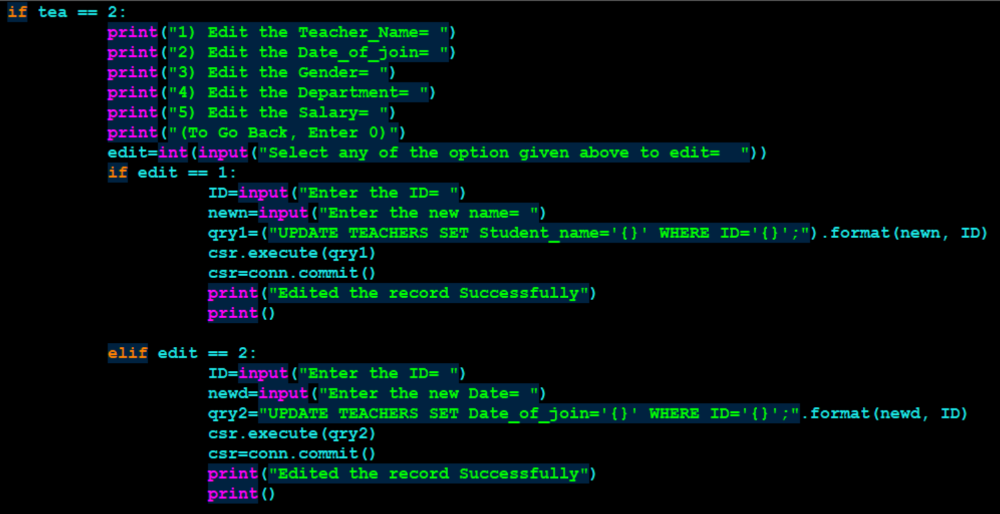 if tea == 2:
print("1) Edit the Teacher_Name= ")
print("2) Edit the Date_of_join= ")
print("3) Edit the Gender= ")
print("4) Edit the Department= ")
print("5) Edit the Salary= ")
print("(To Go Back, Enter 0)")
edit=int(input("Select any of the option given above to edit=  "))
if edit == 1:
ID=input("Enter the ID= ")
newn=input("Enter the new name= ")
qry1=("UPDATE TEACHERS SET Student_name='{}' WHERE ID='{}';").format(newn, ID)
csr.execute(qry1)
csr=conn.commit()
print("Edited the record Successfully")
print()
elif edit == 2:
ID=input("Enter the ID= ")
newd=input("Enter the new Date= ")
qry2="UPDATE TEACHERS SET Date_of_join='{}' WHERE ID='{}';".format(newd, ID)
csr.execute(qry2)
csr=conn.commit()
print("Edited the record Successfully")
print()